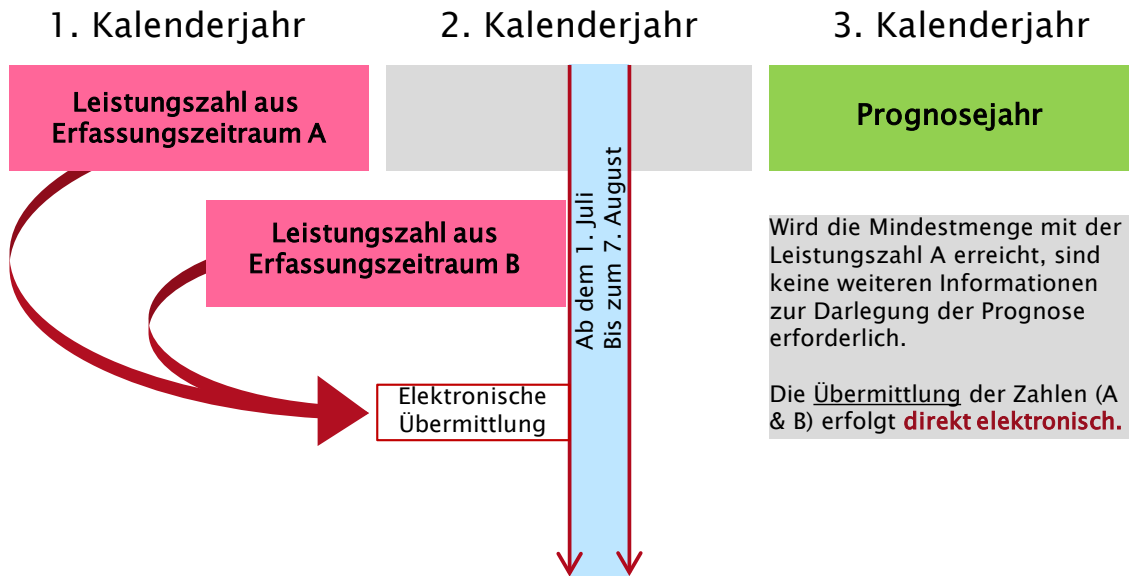 1. Kalenderjahr
2. Kalenderjahr
3. Kalenderjahr
Leistungszahl aus
Erfassungszeitraum A
Prognosejahr
Leistungszahl aus
Erfassungszeitraum B
Ab dem 1. Juli
Bis zum 7. August
Elektronische
Übermittlung
Wird die Mindestmenge mit der
Leistungszahl A erreicht, sind
keine weiteren Informationen
zur Darlegung der Prognose
erforderlich.
Die Übermittlung der Zahlen (A
& B) erfolgt direkt elektronisch.